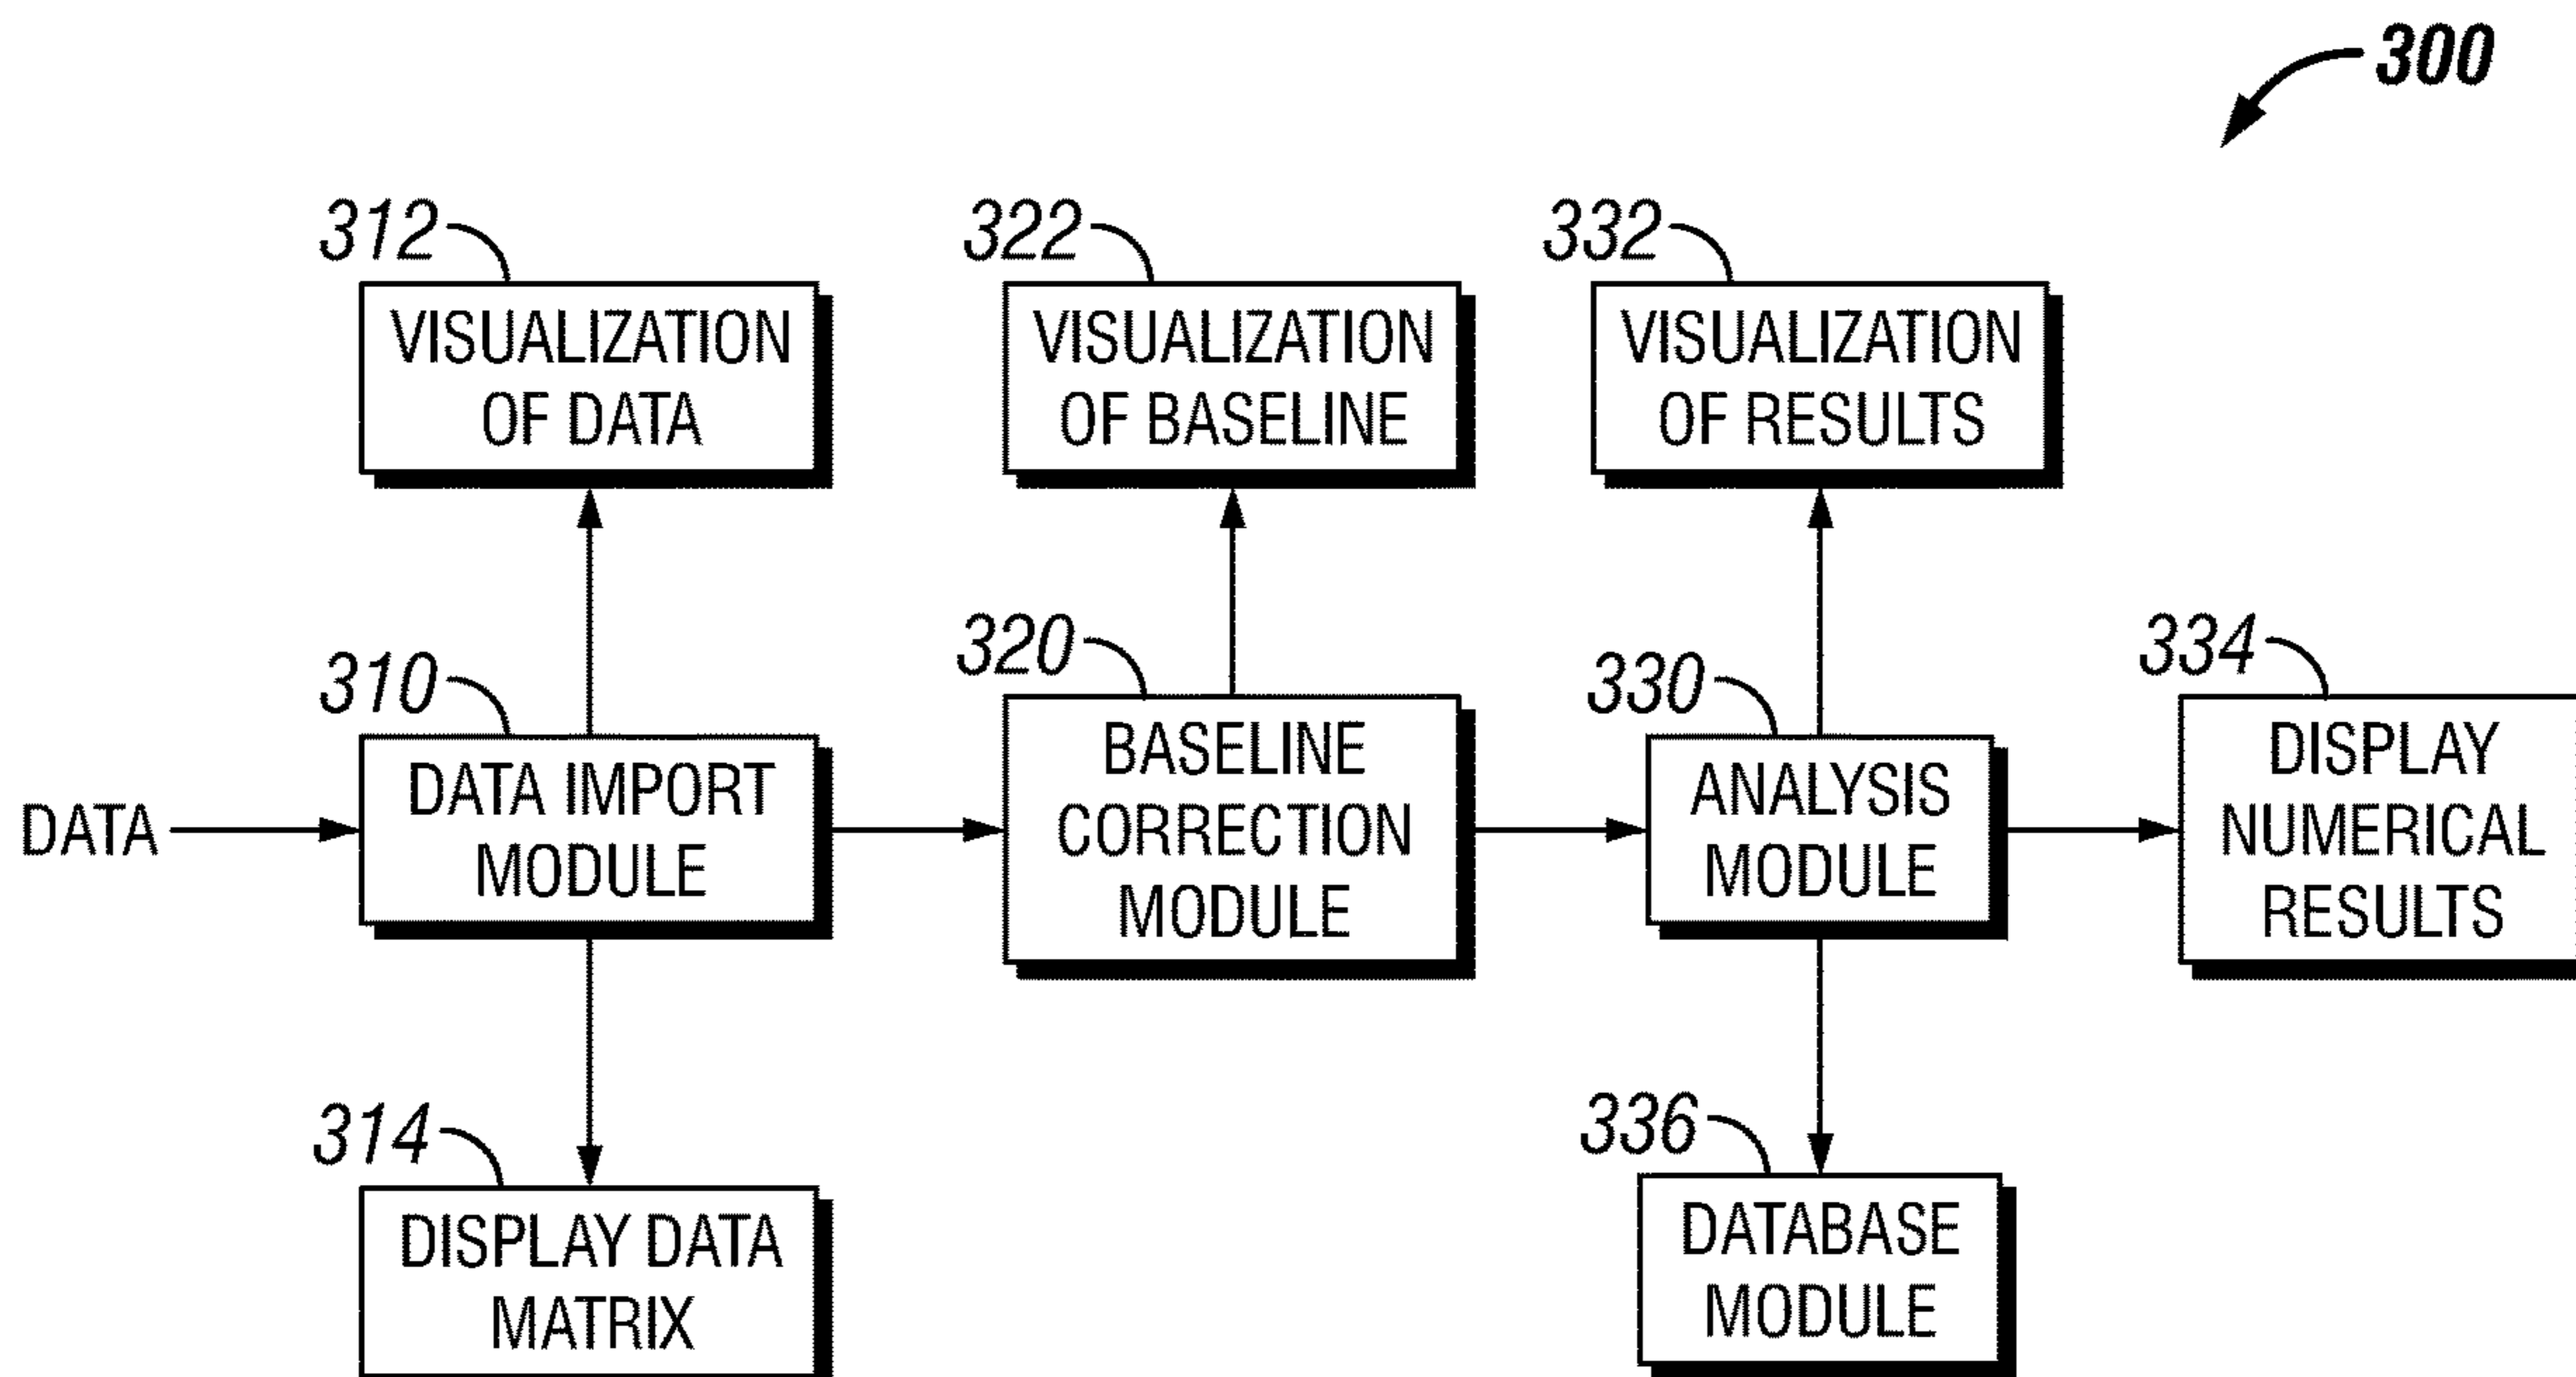 300
312
VISUALIZATION
OF DATA
322
VISUALIZATION
OF BASELINE
332
VISUALIZATION
OF RESULTS
DATA
310
DATA IMPORT
MODULE
320
BASELINE
CORRECTION
MODULE
330
ANALYSIS
MODULE
334
DISPLAY
NUMERICAL
RESULTS
314
DISPLAY DATA
MATRIX
336
DATABASE
MODULE